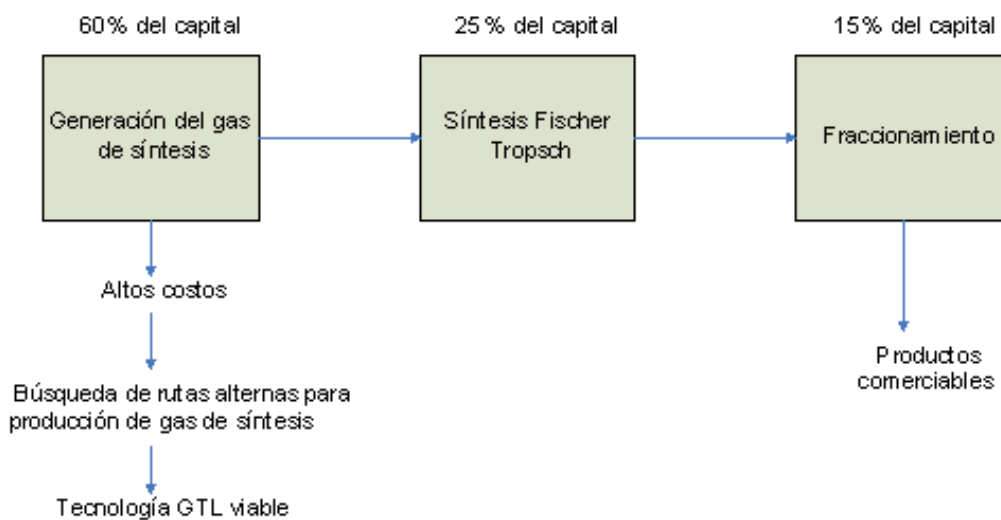 60% del capital
25% del capital
15% del capital
Generación del gas
de síntesis
Síntesis Fischer
Tropsch
Fraccionamiento
Altos costos
Búsqueda de rutas alternas para
producción de gas de síntesis
Tecnología GTL viable
Productos
comerciables